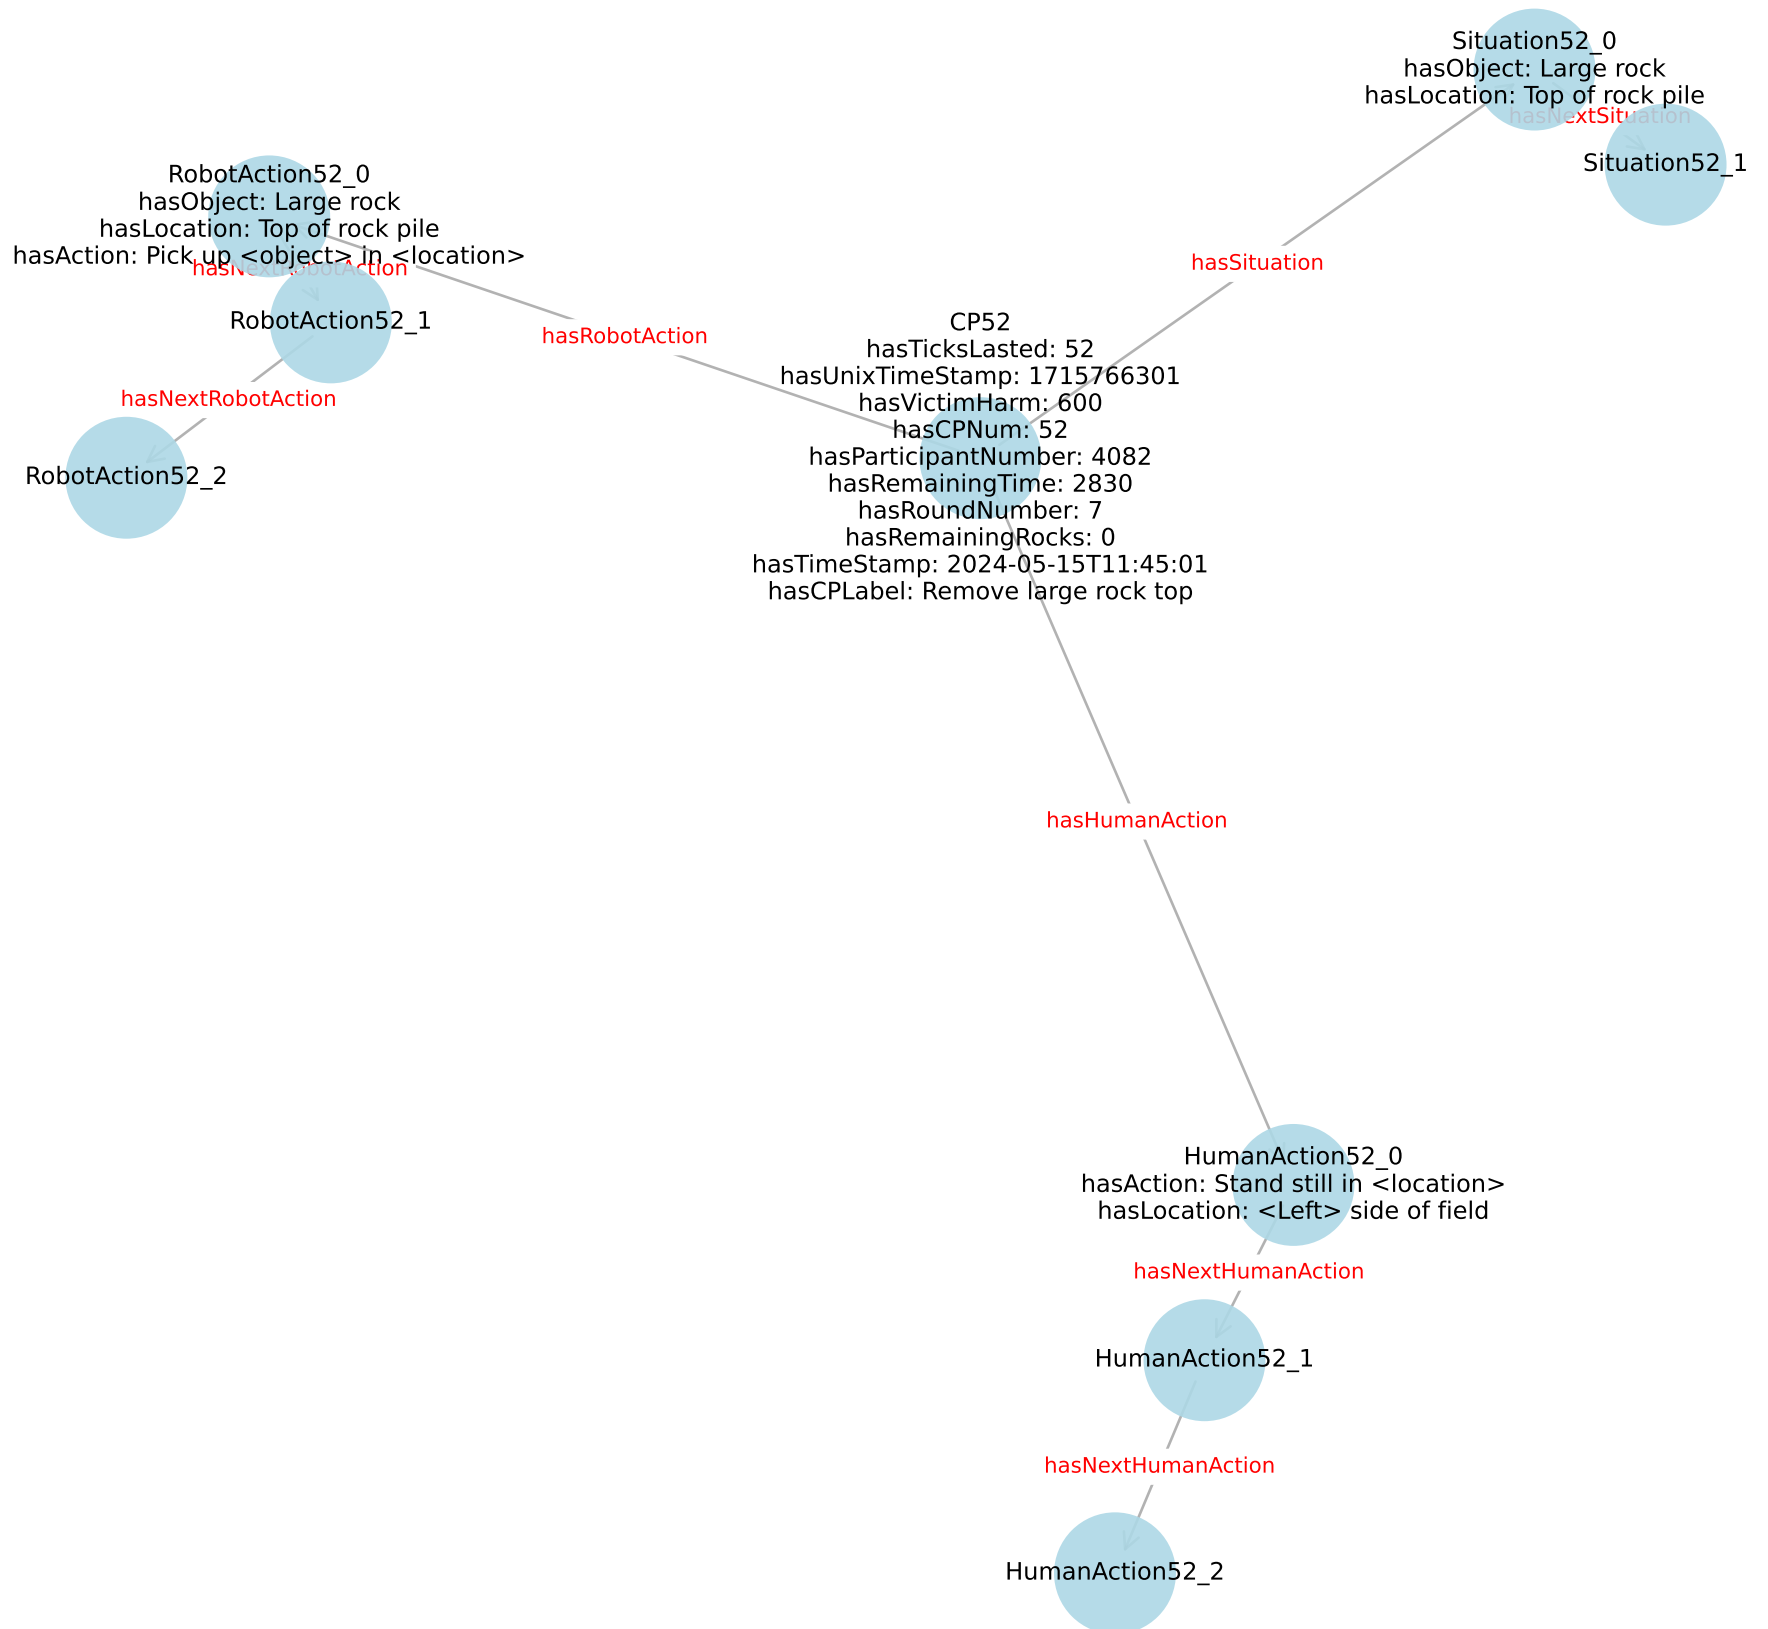 Situation52_0
hasObject: Large rock
hasLocation: Top of rock pile
hasNextSituation
Situation52_1
RobotAction52_0
hasObject: Large rock
hasLocation: Top of rock pile
hasAction: Pick up <object> in <location>
hasNextRobotAction
RobotAction52_1
hasNextRobotAction
RobotAction52_2
hasRobotAction
hasSituation
CP52
hasTicksLasted: 52
hasUnixTimeStamp: 1715766301
hasVictimHarm: 600
hasCPNum: 52
hasParticipantNumber: 4082
hasRemainingTime: 2830
hasRoundNumber: 7
hasRemainingRocks: 0
hasTimeStamp: 2024-05-15T11:45:01
hasCPLabel: Remove large rock top
hasHumanAction
HumanAction52_0
hasAction: Stand still in <location>
hasLocation: <Left> side of field
hasNextHumanAction
HumanAction52_1
hasNextHumanAction
HumanAction52_2